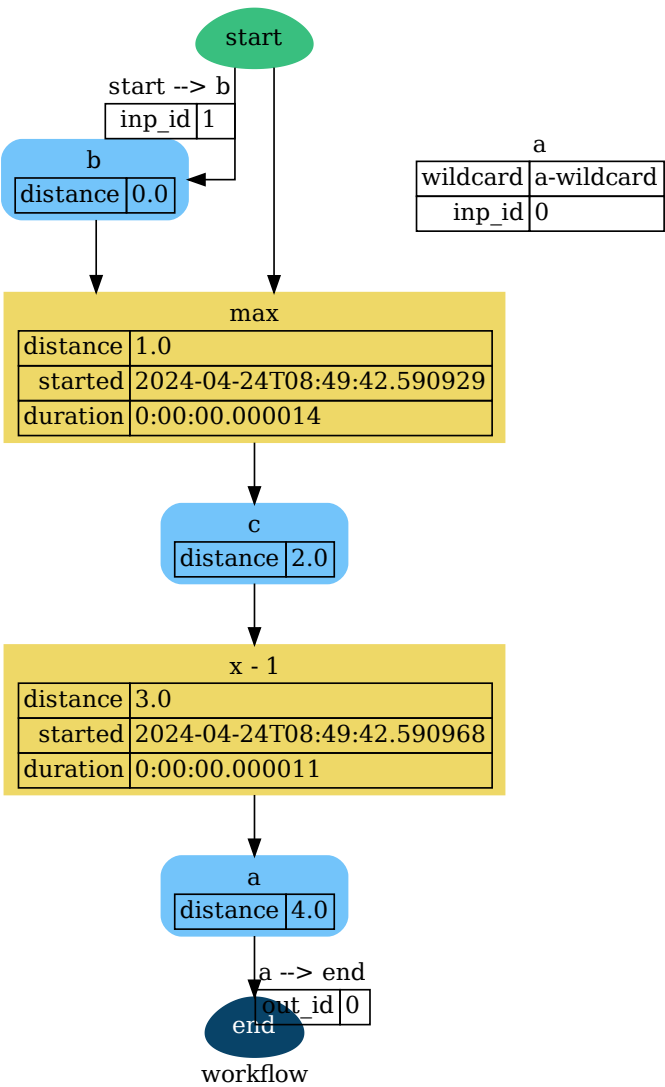 start
start --> b
inp_id 1
b
distance 0.0
a
wildcard a-wildcard
inp_id 0
max
distance 1.0
started 2024-04-24T08:49:42.590929
duration 0:00:00.000014
c
distance 2.0
x - 1
distance 3.0
started 2024-04-24T08:49:42.590968
duration 0:00:00.000011
a
distance 4.0
a --> end
out_id 0
end
workflow